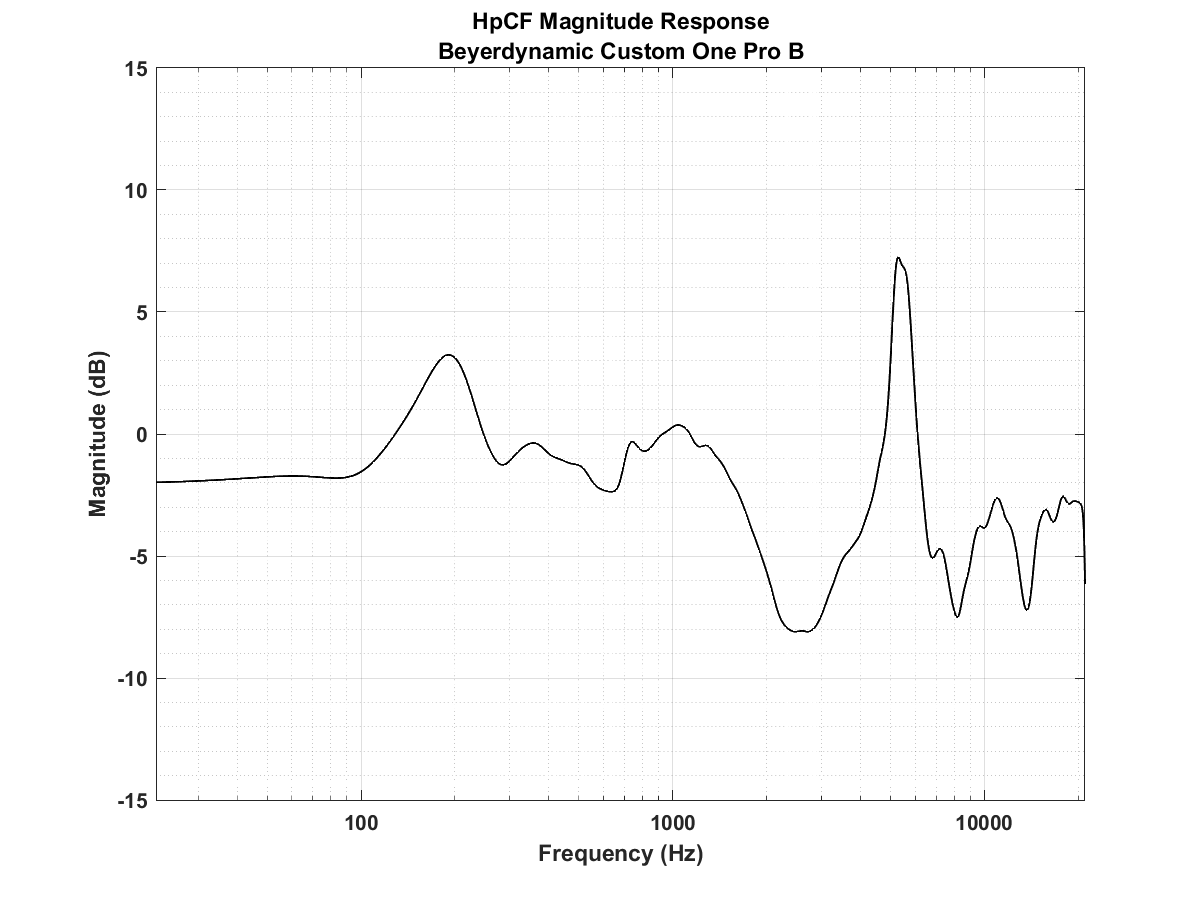 HpCF Magnitude Response
Beyerdynamic Custom One Pro B
15
10
5
0
-5
-10
-15
Magnitude (dB)
100
1000
10000
Frequency (Hz)